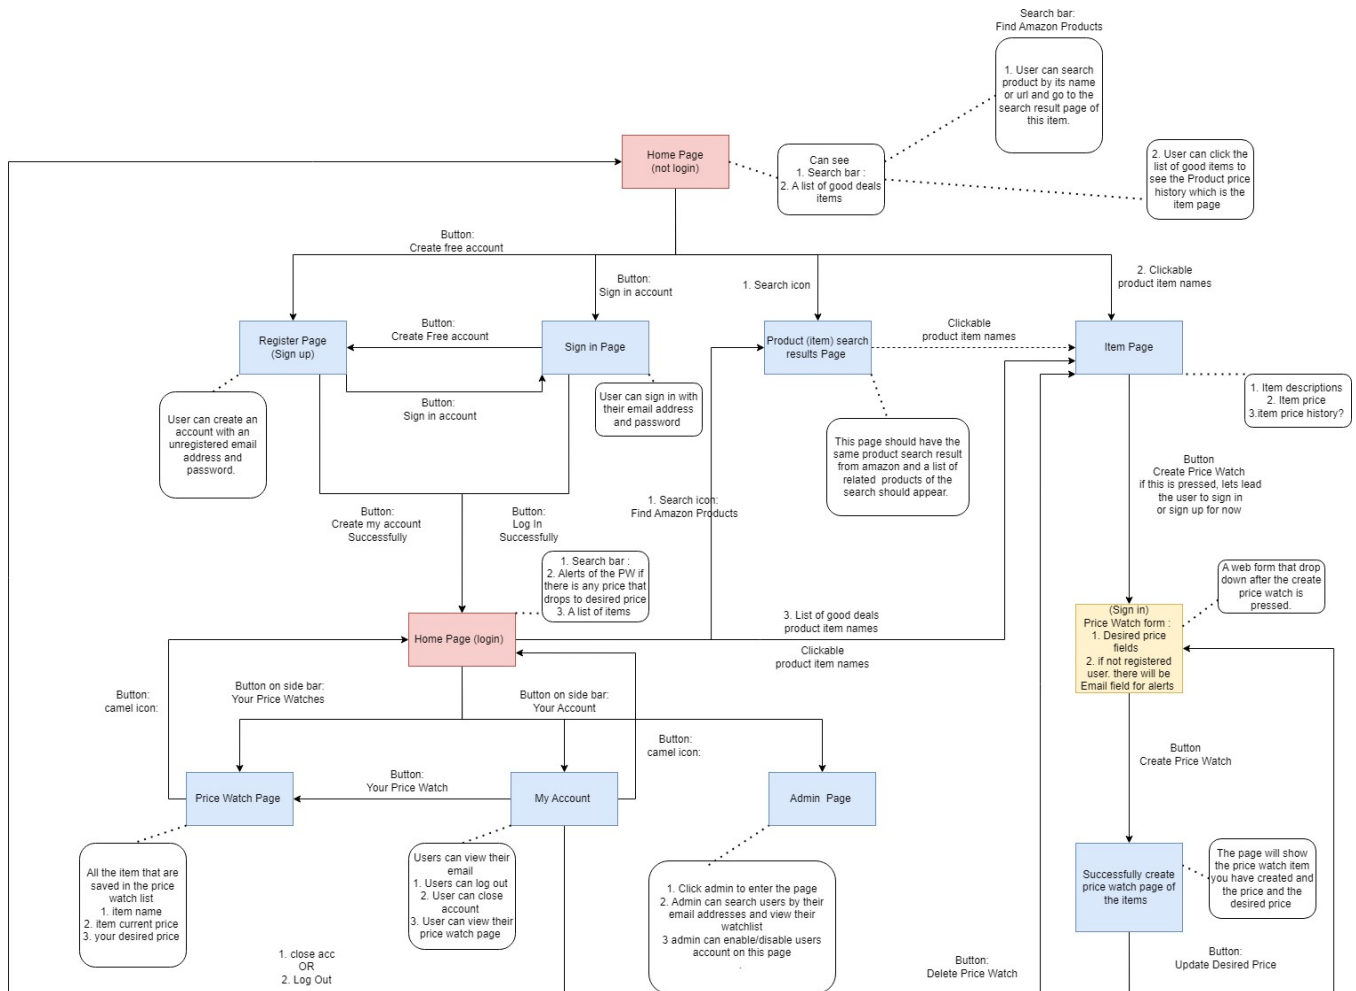 Search bar:
Find Amazon Products
1. User can search
product by its name
or url and go to the
search result page of
this item.
Home Page
(not login)
Can see
1. Search bar :
2. A list of good deals
items
2. User can click the
list of good items to
see the Product price
history which is the
item page
Button:
Create free account
Button:
Sign in account
1. Search icon
2. Clickable
product item names
Register Page
(Sign up)
Button:
Create Free account
Sign in Page
Product (item) search
results Page
Clickable
product item names
Item Page
Button:
Sign in account
User can create an
account with an
unregistered email
address and
password.
User can sign in with
their email address
and password
1. Item descriptions
2. Item price
3.item price history?
This page should have the
same product search result
from amazon and a list of
related products of the
search should appear.
Button
Create Price Watch
if this is pressed, lets lead
the user to sign in
or sign up for now
1. Search icon:
Find Amazon Products
Button:
Create my account
Successfully
Button:
Log In
Successfully
1. Search bar :
2. Alerts of the PW if
there is any price that
drops to desired price
3. A list of items
A web form that drop
down after the create
price watch is
pressed.
Home Page (login)
3. List of good deals
product item names
Clickable
product item names
(Sign in)
Price Watch form :
1. Desired price
fields
2. if not registered
user. there will be
Email field for alerts
Button:
camel icon:
Button on side bar:
Your Price Watches
Button on side bar:
Your Account
Button:
camel icon:
Button
Create Price Watch
Price Watch Page
Button:
Your Price Watch
My Account
Admin Page
All the item that are
saved in the price
watch list
1. item name
2. item current price
3. your desired price
Users can view their
email
1. Users can log out
2. User can close
account
3. User can view their
price watch page
1. Click admin to enter the page
2. Admin can search users by their
email addresses and view their
watchlist
3 admin can enable/disable users
account on this page
.
Successfully create
price watch page of
the items
The page will show
the price watch item
you have created and
the price and the
desired price
1. close acc
OR
2. Log Out
Button:
Delete Price Watch
Button:
Update Desired Price